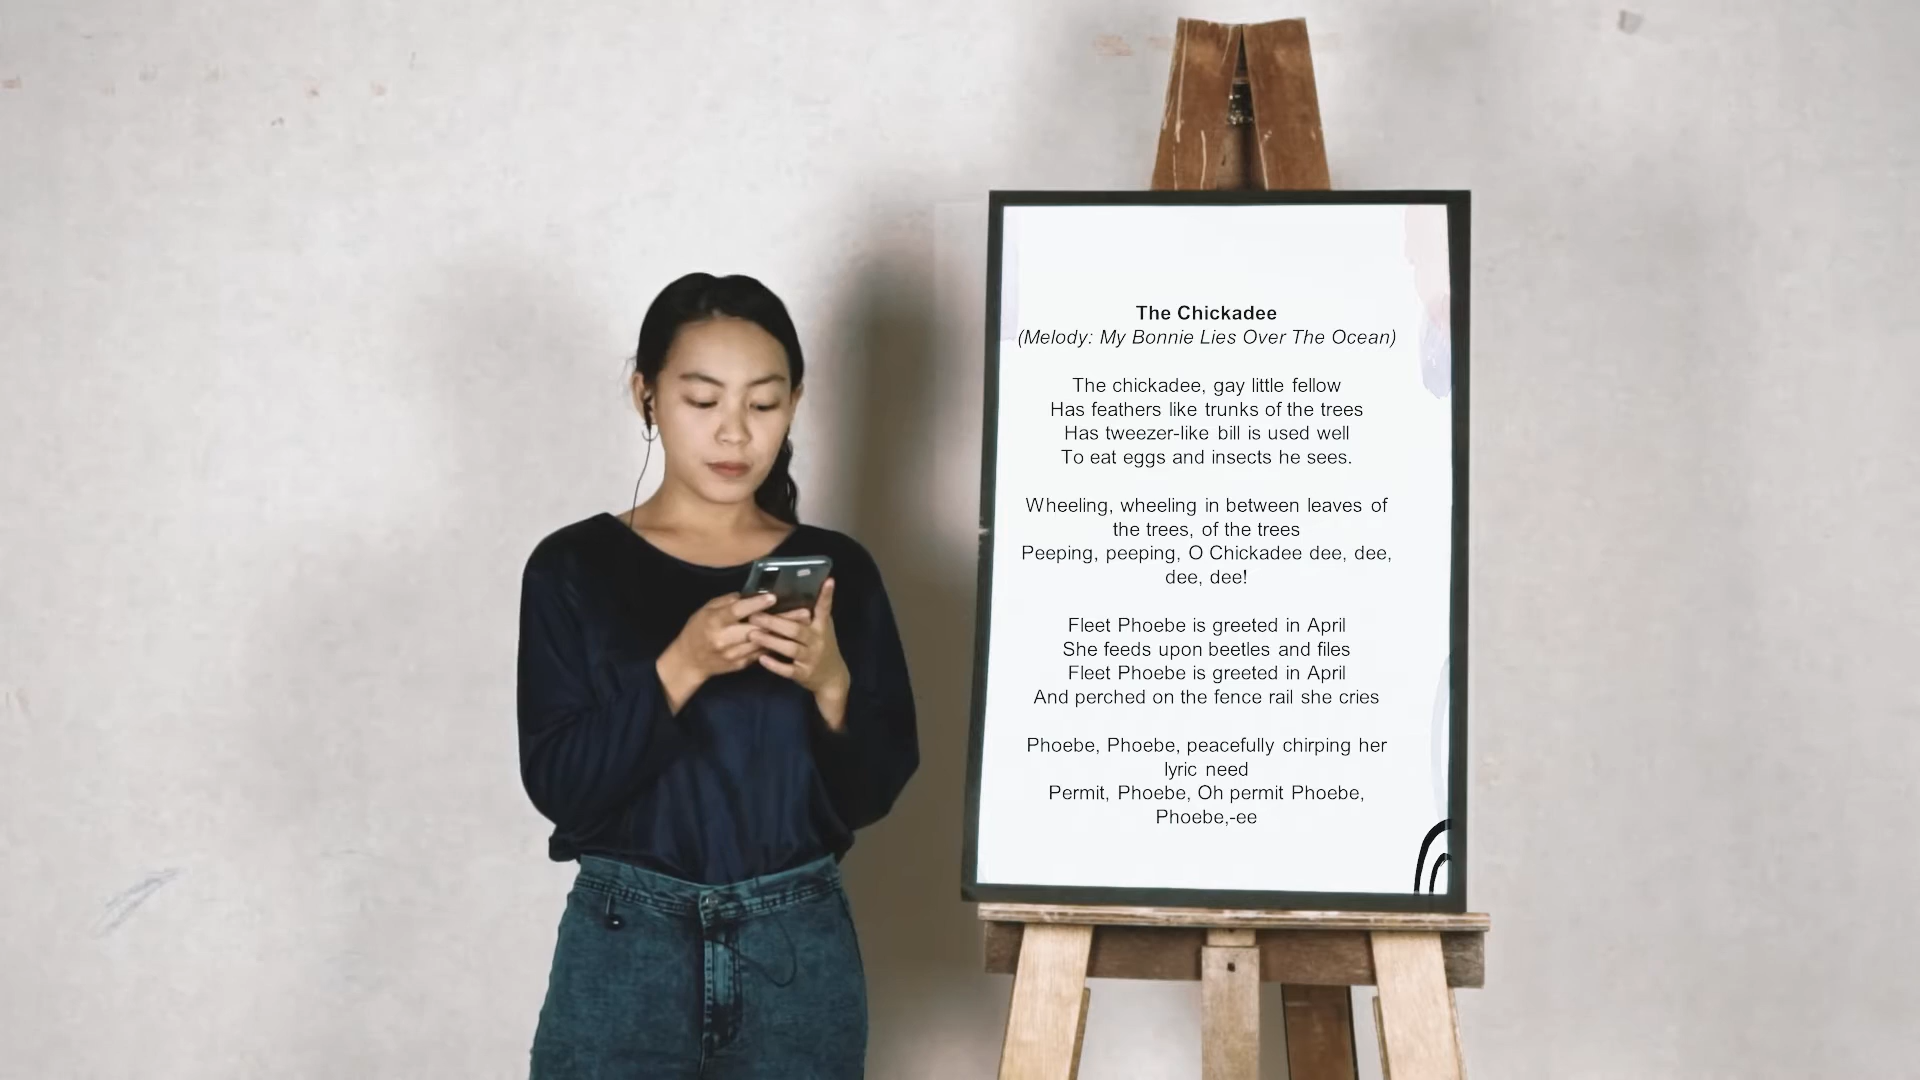 The Chickadee
(Melody: My Bonnie Lies Over The Ocean)
The chickadee, gay little fellow
Has feathers like trunks of the trees
Has tweezer-like bill is used well
To eat eggs and insects he sees.
Wheeling, wheeling in between leaves of
the trees, of the trees
Peeping, peeping, O Chickadee dee, dee,
dee, dee!
Fleet Phoebe is greeted in April
She feeds upon beetles and files
Fleet Phoebe is greeted in April
And perched on the fence rail she cries
Phoebe, Phoebe, peacefully chirping her
lyric need
Permit, Phoebe, Oh permit Phoebe,
Phoebe,-ee